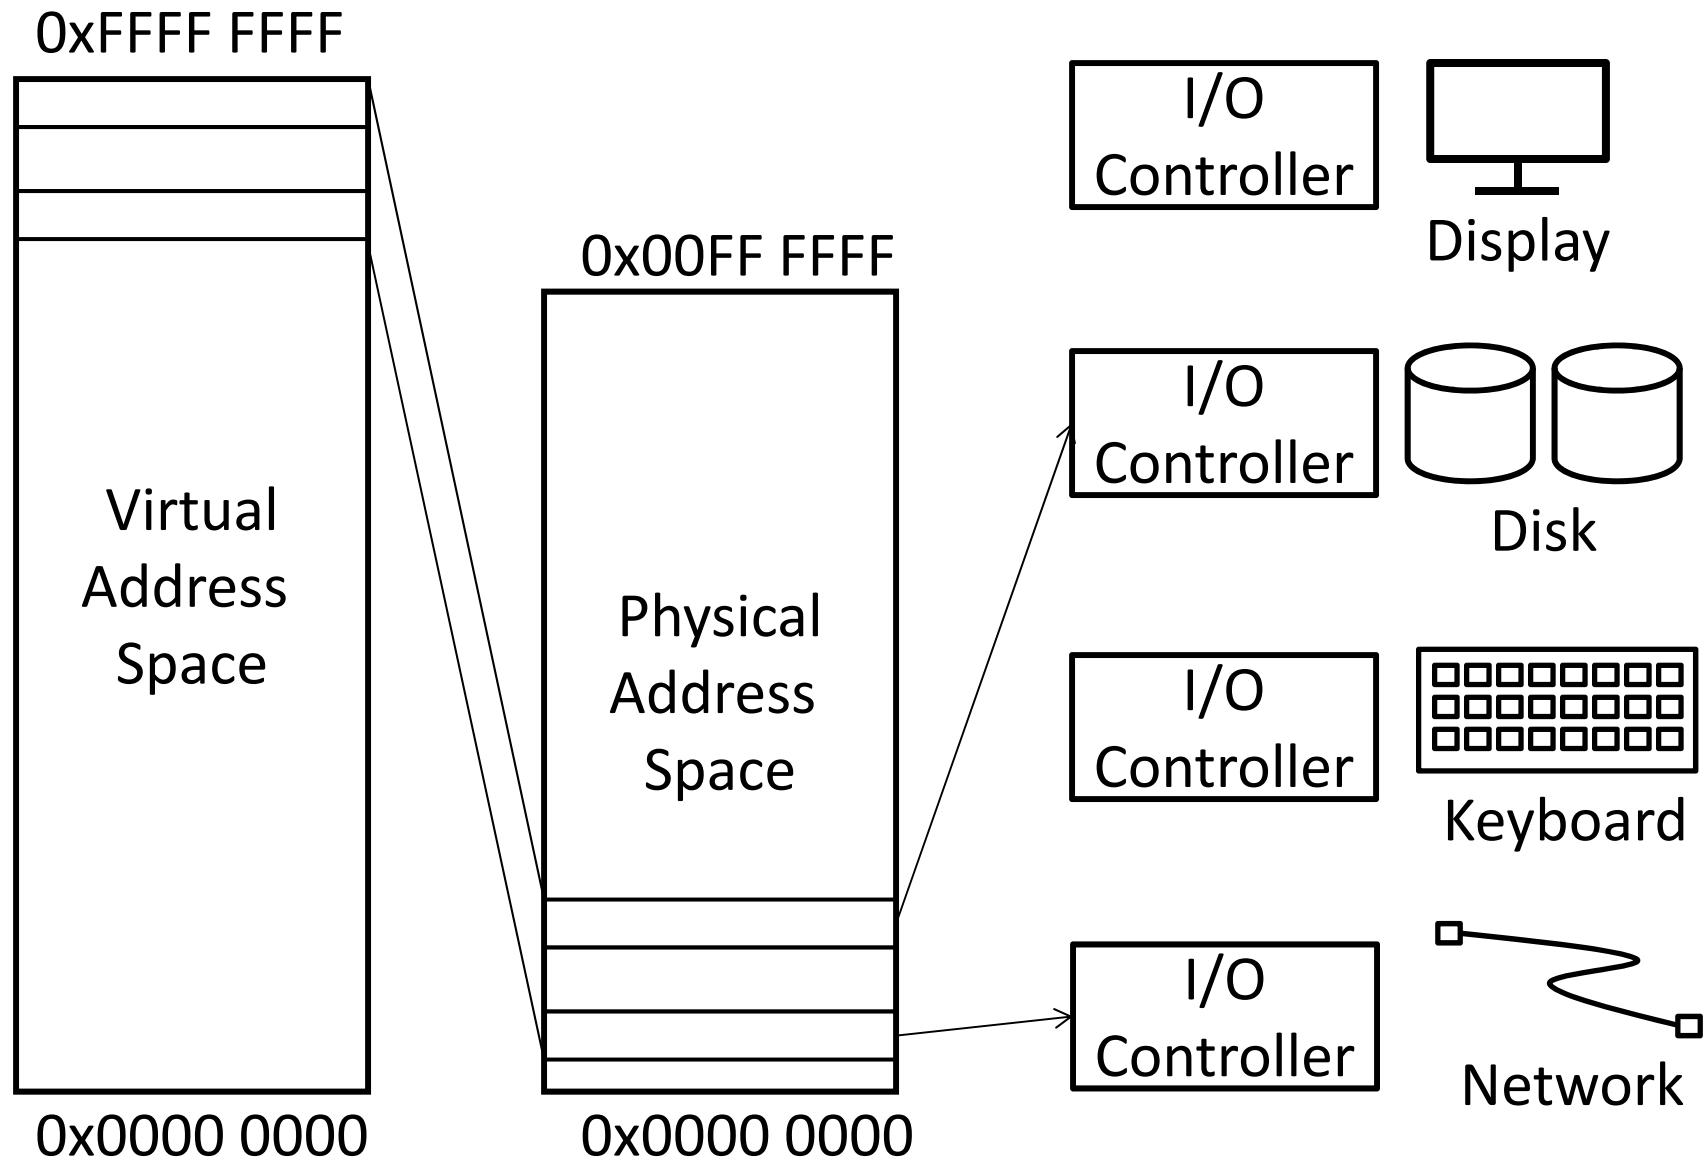 0xFFFF FFFF
Virtual
Address
Space
0x0000 0000
0x00FF FFFF
Physical
Address
Space
0x0000 0000
I/O
Controller
Display
I/O
Controller
Disk
I/O
Controller
Keyboard
I/O
Controller
Network